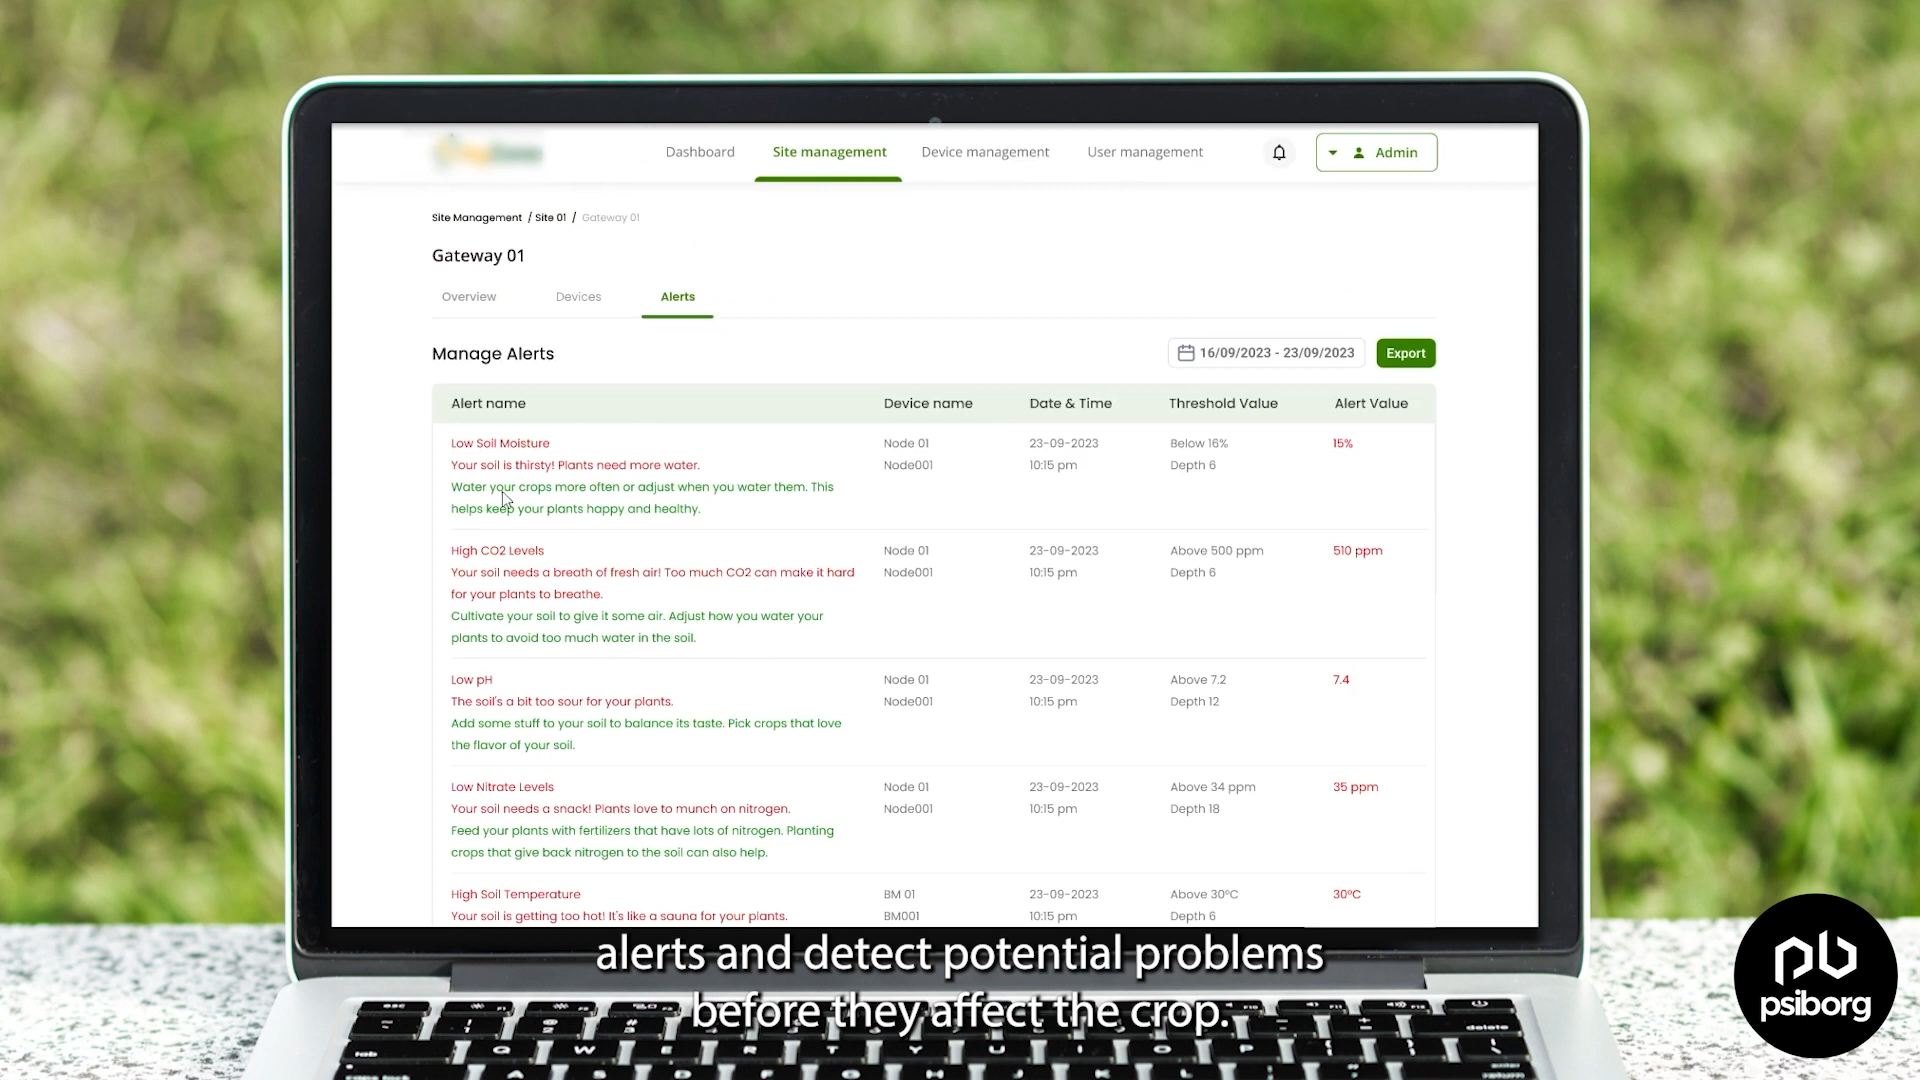 Dashboard Site management Device management User management Admin
Site Management / Site 01 / Gateway 01
Gateway 01
Overview Devices Alerts
Manage Alerts 16/09/2023 - 23/09/2023 Export
Alert name Device name Date & Time Threshold Value Alert Value
Low Soil Moisture Node 01 23-09-2023 Below 16% 15%
Your soil is thirsty! Plants need more water. Node001 10:15 pm Depth 6
Water your crops more often or adjust when you water them. This
helps keep your plants happy and healthy.
High CO2 Levels Node 01 23-09-2023 Above 500 ppm 510 ppm
Your soil needs a breath of fresh air! Too much CO2 can make it hard Node001 10:15 pm Depth 6
for your plants to breathe.
Cultivate your soil to give it some air. Adjust how you water your
plants to avoid too much water in the soil.
Low pH Node 01 23-09-2023 Above 7.2 7.4
The soil's a bit too sour for your plants. Node001 10:15 pm Depth 12
Add some stuff to your soil to balance its taste. Pick crops that love
the flavor of your soil.
Low Nitrate Levels Node 01 23-09-2023 Above 34 ppm 35 ppm
Your soil needs a snack! Plants love to munch on nitrogen. Node001 10:15 pm Depth 18
Feed your plants with fertilizers that have lots of nitrogen. Planting
crops that give back nitrogen to the soil can also help.
High Soil Temperature BM 01 23-09-2023 Above 30°C 30°C
Your soil is getting too hot! It's like a sauna for your plants. BM001 10:15 pm Depth 6
alerts and detect potential problems
before they affect the crop.
psiborg
esc
delete
tab Q W E R T Y U I O P
A S D F G H J K L